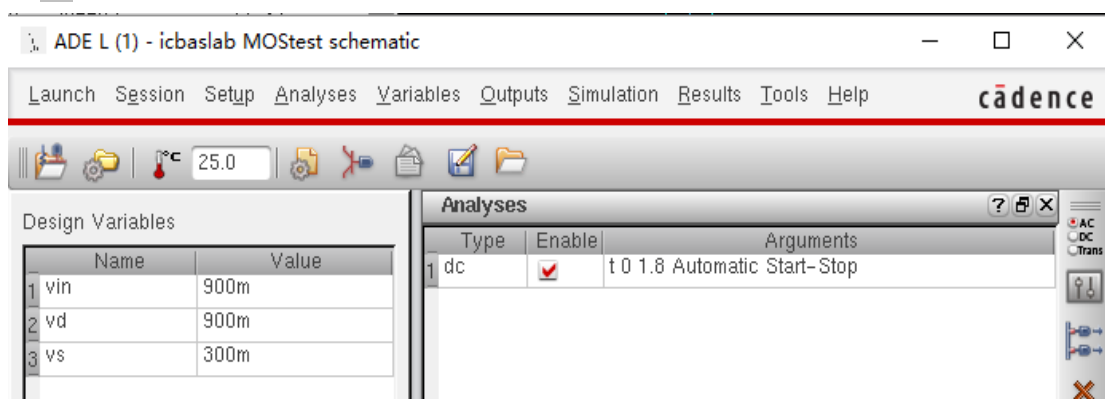 ADE L (1) - icbaslab MOStest schematic
Launch Session Setup Analyses Variables Outputs Simulation Results Tools Help cādence
°C 25.0
Design Variables
Name Value
1 vin 900m
2 vd 900m
3 vs 300m
Analyses
Type Enable Arguments
1 dc t 0 1.8 Automatic Start-Stop
AC
DC
Trans